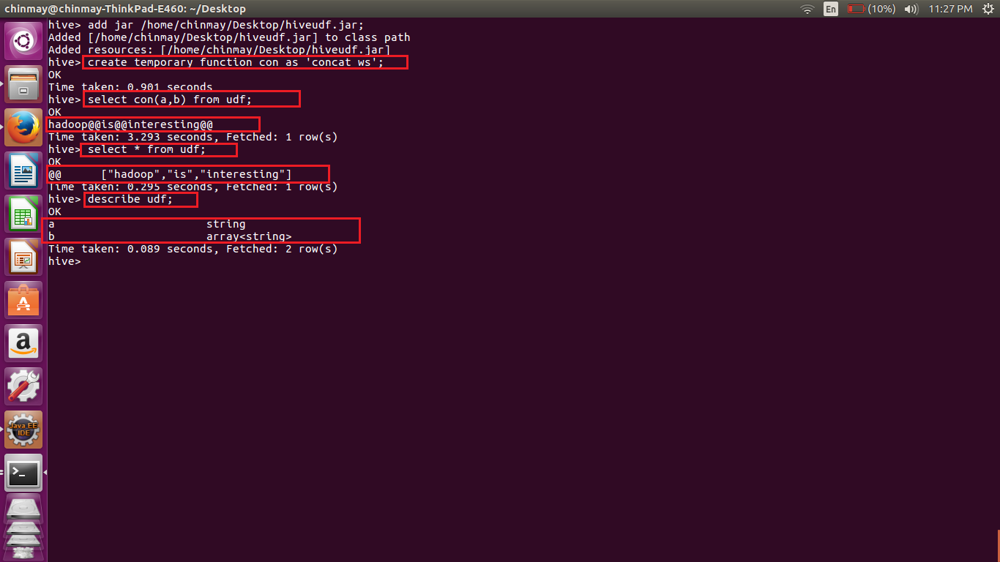 chinmay@chinmay-ThinkPad-E460: ~/Desktop
En (10%) 11:27 PM
hive> add jar /home/chinmay/Desktop/hiveudf.jar;
Added [/home/chinmay/Desktop/hiveudf.jar] to class path
Added resources: [/home/chinmay/Desktop/hiveudf.jar]
hive> create temporary function con as 'concat_ws';
OK
Time taken: 0.901 seconds
hive> select con(a,b) from udf;
OK
hadoop@@is@@interesting@@
Time taken: 3.293 seconds, Fetched: 1 row(s)
hive> select * from udf;
OK
@@      ["hadoop","is","interesting"]
Time taken: 0.295 seconds, Fetched: 1 row(s)
hive> describe udf;
OK
a                       string
b                       array<string>
Time taken: 0.089 seconds, Fetched: 2 row(s)
hive>
A
a
Java EE
IDE
>_